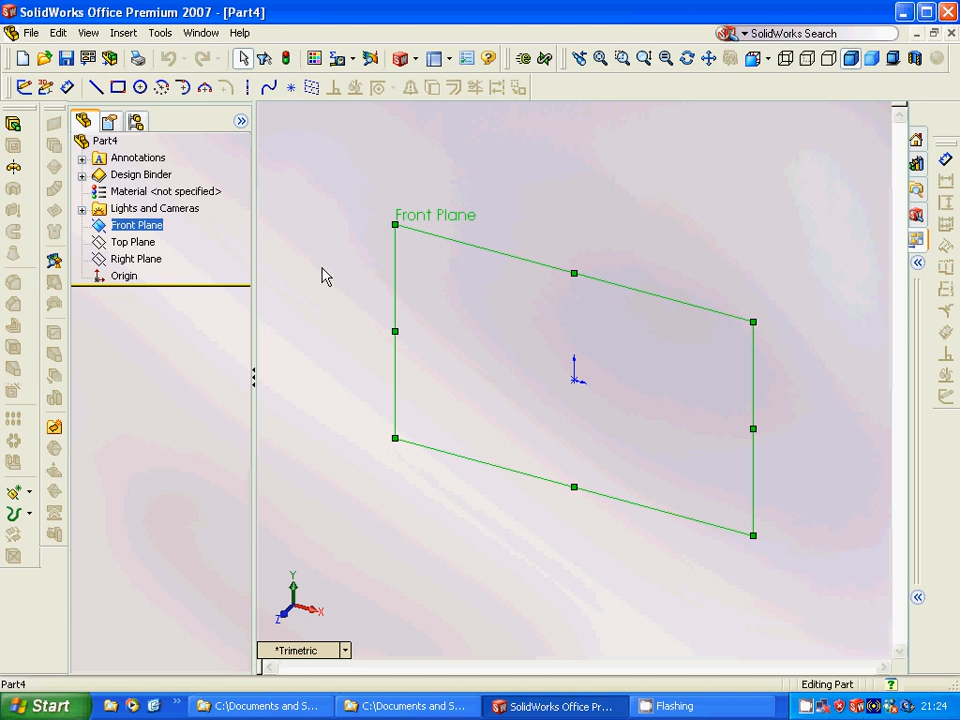 SolidWorks Office Premium 2007 - [Part4]
File Edit View Insert Tools Window Help
SolidWorks Search
Part4
Annotations
Design Binder
Material <not specified>
Lights and Cameras
Front Plane
Top Plane
Right Plane
Origin
Front Plane
Y
X
Z
*Trimetric
Part4
Editing Part
Start
C:\Documents and S...
C:\Documents and S...
SolidWorks Office Pr...
Flashing
21:24